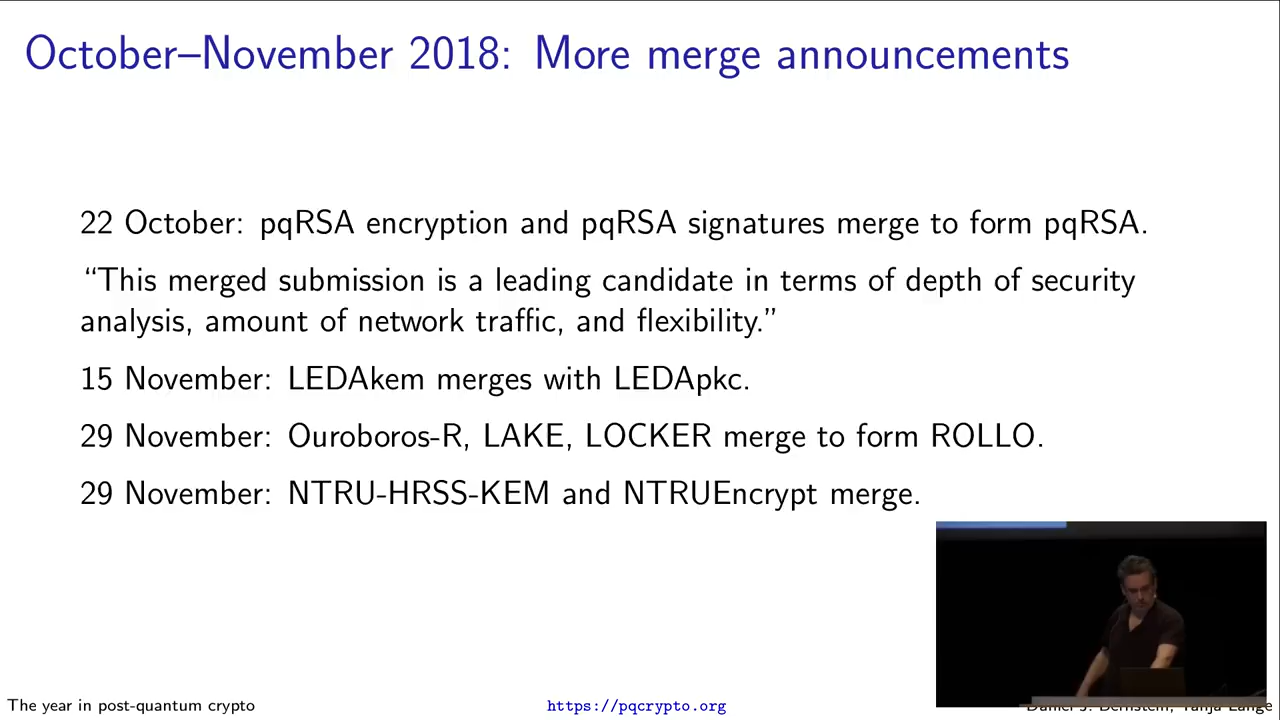 October–November 2018: More merge announcements
22 October: pqRSA encryption and pqRSA signatures merge to form pqRSA.
“This merged submission is a leading candidate in terms of depth of security
analysis, amount of network traffic, and flexibility.”
15 November: LEDAkem merges with LEDApkc.
29 November: Ouroboros-R, LAKE, LOCKER merge to form ROLLO.
29 November: NTRU-HRSS-KEM and NTRUEncrypt merge.
The year in post-quantum crypto
https://pqcrypto.org
Daniel J. Bernstein, Tanja Lange